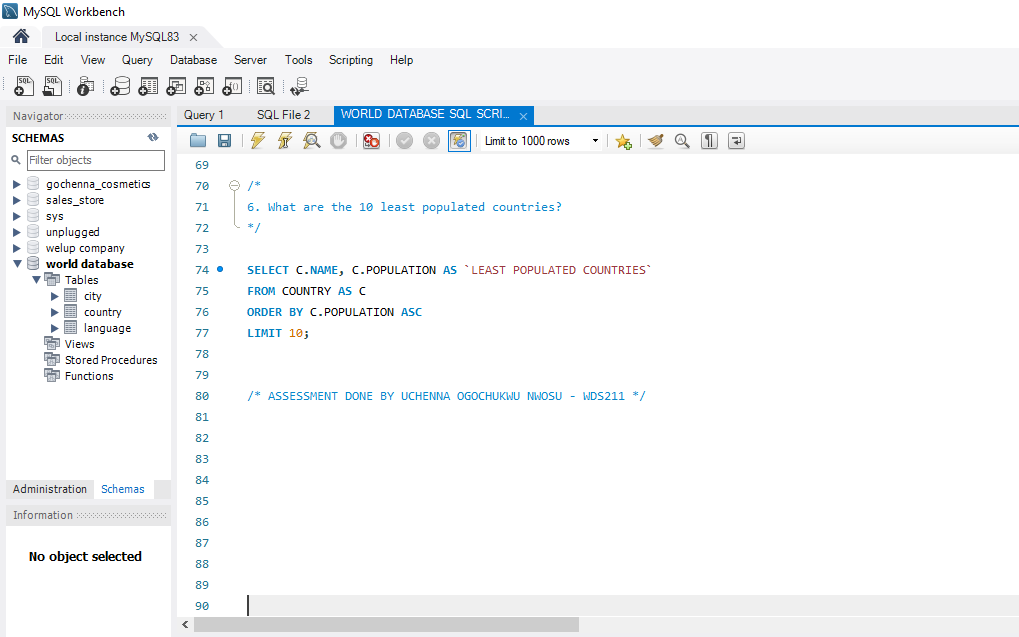 MySQL Workbench
Local instance MySQL83 ×
File Edit View Query Database Server Tools Scripting Help
Navigator
SCHEMAS
Filter objects
gochenna_cosmetics
sales_store
sys
unplugged
welup company
world database
Tables
city
country
language
Views
Stored Procedures
Functions
Administration Schemas
Information
No object selected
Query 1 SQL File 2 WORLD DATABASE SQL SCRI... ×
Limit to 1000 rows
69
70 /*
71 6. What are the 10 least populated countries?
72 */
73
74 SELECT C.NAME, C.POPULATION AS `LEAST POPULATED COUNTRIES`
75 FROM COUNTRY AS C
76 ORDER BY C.POPULATION ASC
77 LIMIT 10;
78
79
80 /* ASSESSMENT DONE BY UCHENNA OGOCHUKWU NWOSU - WDS211 */
81
82
83
84
85
86
87
88
89
90